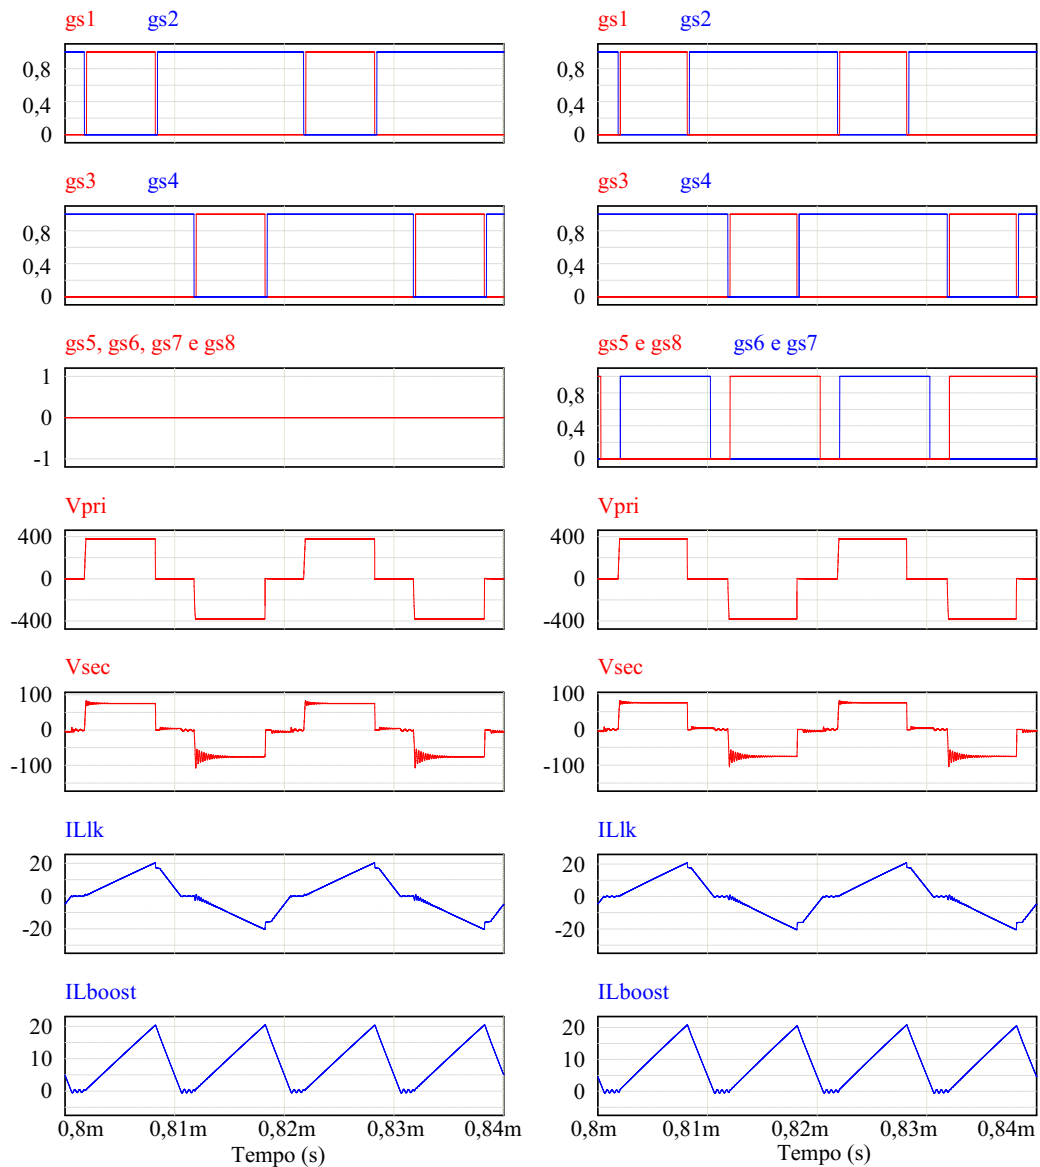 gs1 gs2
0,8
0,4
0
gs3 gs4
0,8
0,4
0
gs5, gs6, gs7 e gs8
1
0
-1
Vpri
400
0
-400
Vsec
100
0
-100
ILlk
20
0
-20
ILboost
20
10
0
0,8m 0,81m 0,82m 0,83m 0,84m
Tempo (s)
gs1 gs2
0,8
0,4
0
gs3 gs4
0,8
0,4
0
gs5 e gs8 gs6 e gs7
0,8
0,4
0
Vpri
400
0
-400
Vsec
100
0
-100
ILlk
20
0
-20
ILboost
20
10
0
0,8m 0,81m 0,82m 0,83m 0,84m
Tempo (s)